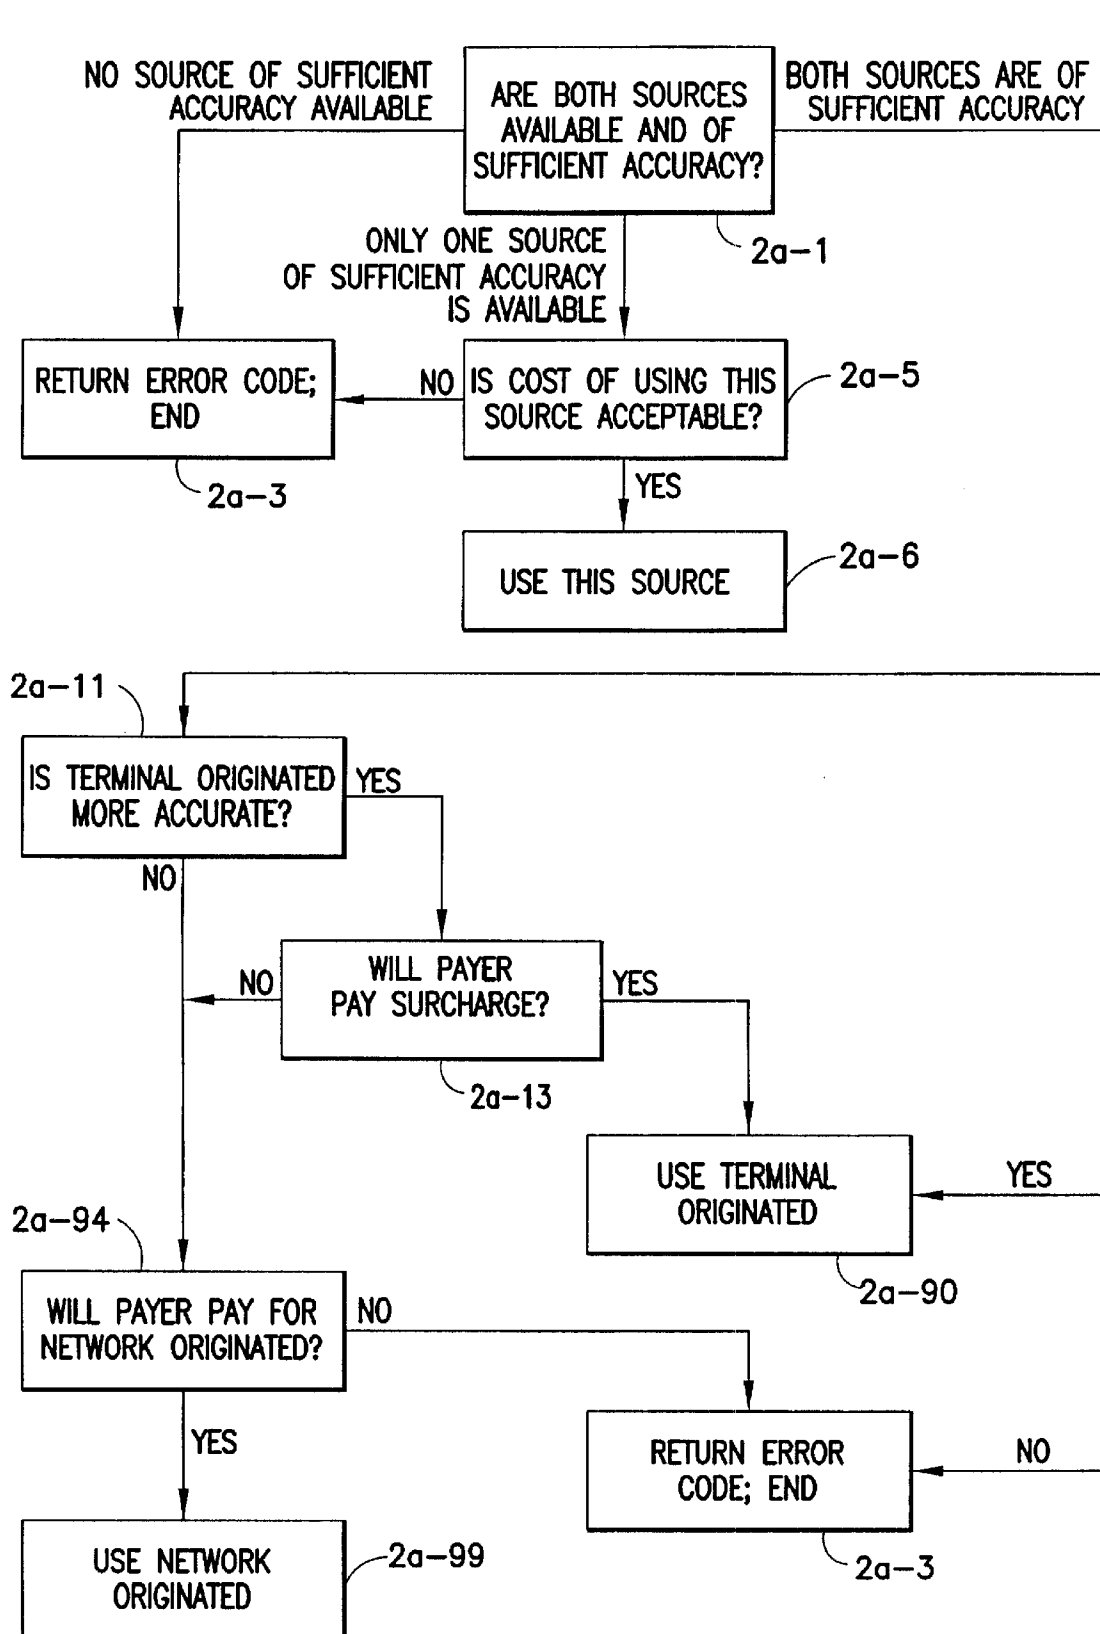 NO SOURCE OF SUFFICIENT
ACCURACY AVAILABLE
ARE BOTH SOURCES
AVAILABLE AND OF
SUFFICIENT ACCURACY?
BOTH SOURCES ARE OF
SUFFICIENT ACCURACY
2a-1
ONLY ONE SOURCE
OF SUFFICIENT ACCURACY
IS AVAILABLE
RETURN ERROR CODE;
END
2a-3
NO
IS COST OF USING THIS
SOURCE ACCEPTABLE?
2a-5
YES
USE THIS SOURCE
2a-6
2a-11
IS TERMINAL ORIGINATED
MORE ACCURATE?
YES
NO
NO
WILL PAYER
PAY SURCHARGE?
YES
2a-13
USE TERMINAL
ORIGINATED
YES
2a-90
2a-94
WILL PAYER PAY FOR
NETWORK ORIGINATED?
NO
YES
RETURN ERROR
CODE; END
NO
2a-3
USE NETWORK
ORIGINATED
2a-99